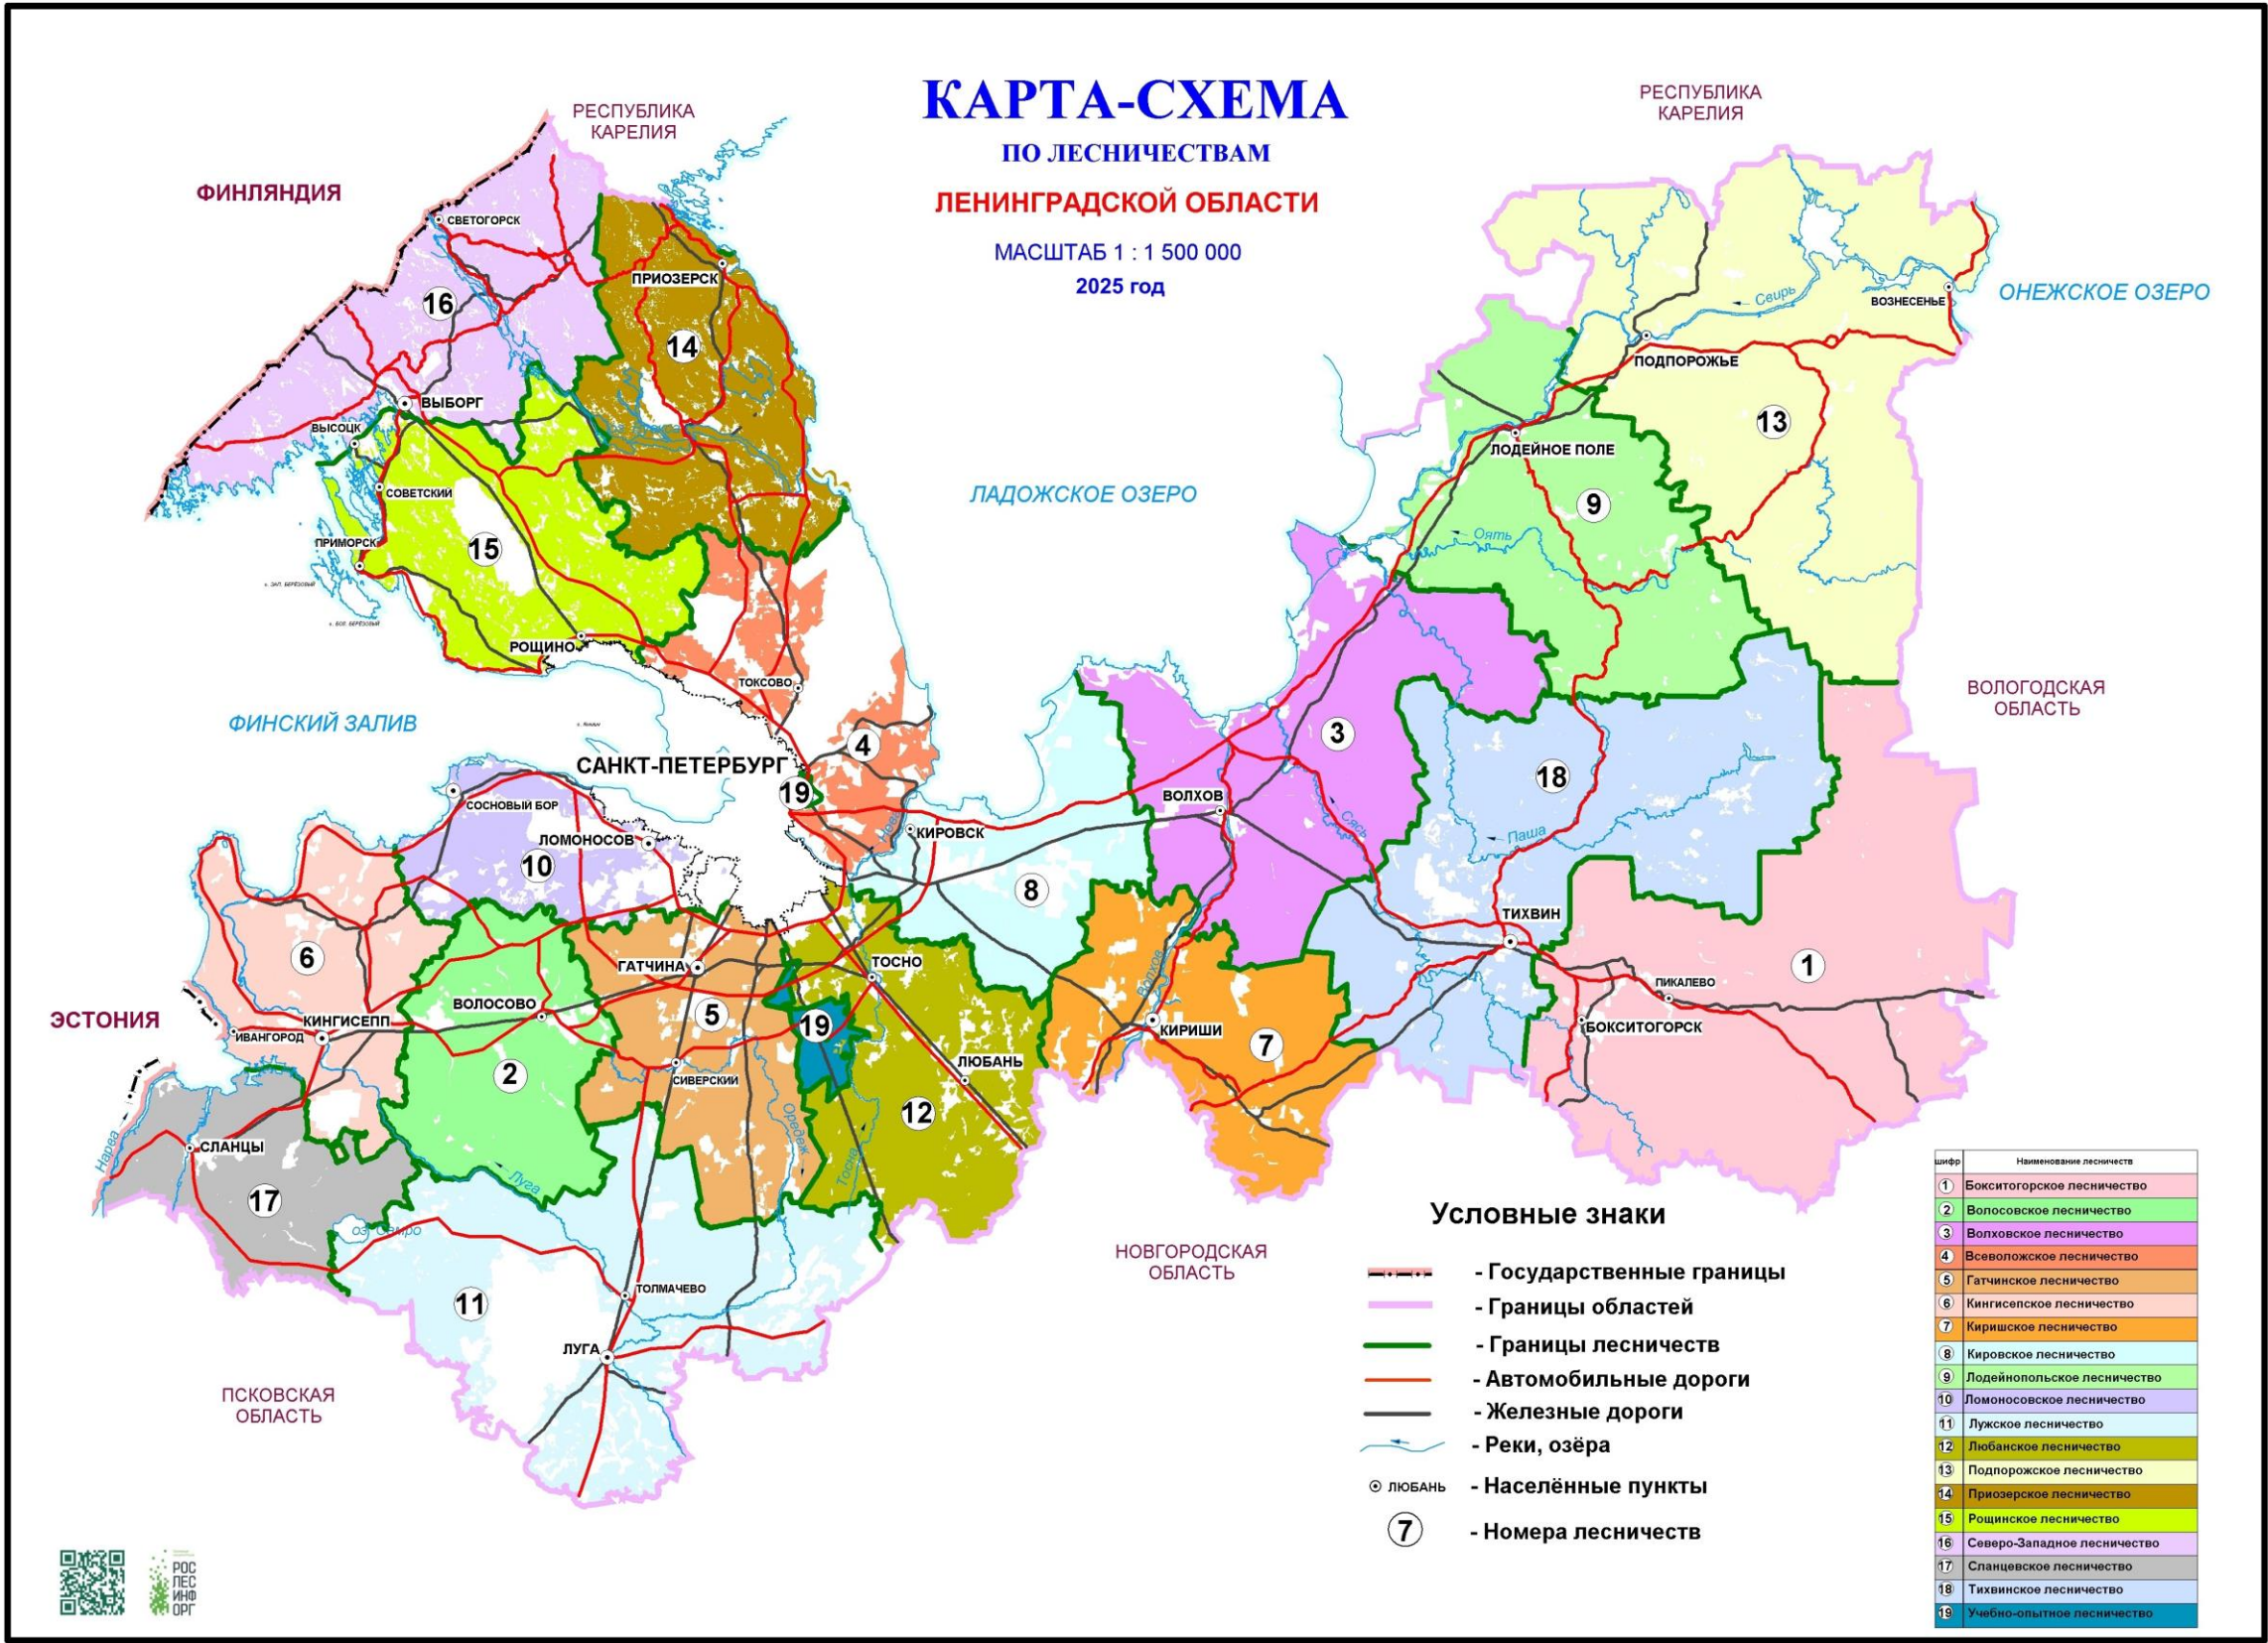 КАРТА-СХЕМА
ПО ЛЕСНИЧЕСТВАМ
ЛЕНИНГРАДСКОЙ ОБЛАСТИ
МАСШТАБ 1 : 1 500 000
2025 год
РЕСПУБЛИКА
КАРЕЛИЯ
РЕСПУБЛИКА
КАРЕЛИЯ
ФИНЛЯНДИЯ
СВЕТОГОРСК
16
ПРИОЗЕРСК
14
ВЫБОРГ
ВЫСОЦК
СОВЕТСКИЙ
ПРИМОРСК
15
РОЩИНО
ТОКСОВО
ФИНСКИЙ ЗАЛИВ
ЛАДОЖСКОЕ ОЗЕРО
ОНЕЖСКОЕ ОЗЕРО
ВОЗНЕСЕНЬЕ
Свирь
ПОДПОРОЖЬЕ
13
ЛОДЕЙНОЕ ПОЛЕ
9
Оять
ВОЛОГОДСКАЯ
ОБЛАСТЬ
САНКТ-ПЕТЕРБУРГ
4
19
Нева
КИРОВСК
8
3
ВОЛХОВ
Сясь
18
Паша
ТИХВИН
1
ПИКАЛЕВО
БОКСИТОГОРСК
СОСНОВЫЙ БОР
ЛОМОНОСОВ
10
6
ГАТЧИНА
ВОЛОСОВО
КИНГИСЕПП
ИВАНГОРОД
ЭСТОНИЯ
5
2
СИВЕРСКИЙ
19
ТОСНО
ЛЮБАНЬ
12
Волхов
КИРИШИ
7
Нарва
СЛАНЦЫ
17
Луга
Оредеж
Тосна
оз. Самро
11
ТОЛМАЧЕВО
ЛУГА
ПСКОВСКАЯ
ОБЛАСТЬ
НОВГОРОДСКАЯ
ОБЛАСТЬ
Условные знаки
- Государственные границы
- Границы областей
- Границы лесничеств
- Автомобильные дороги
- Железные дороги
- Реки, озёра
ЛЮБАНЬ - Населённые пункты
7 - Номера лесничеств
шифр Наименование лесничеств
1 Бокситогорское лесничество
2 Волосовское лесничество
3 Волховское лесничество
4 Всеволожское лесничество
5 Гатчинское лесничество
6 Кингисепское лесничество
7 Киришское лесничество
8 Кировское лесничество
9 Лодейнопольское лесничество
10 Ломоносовское лесничество
11 Лужское лесничество
12 Любанское лесничество
13 Подпорожское лесничество
14 Приозерское лесничество
15 Рощинское лесничество
16 Северо-Западное лесничество
17 Сланцевское лесничество
18 Тихвинское лесничество
19 Учебно-опытное лесничество
РОС
ЛЕС
ИНФ
ОРГ